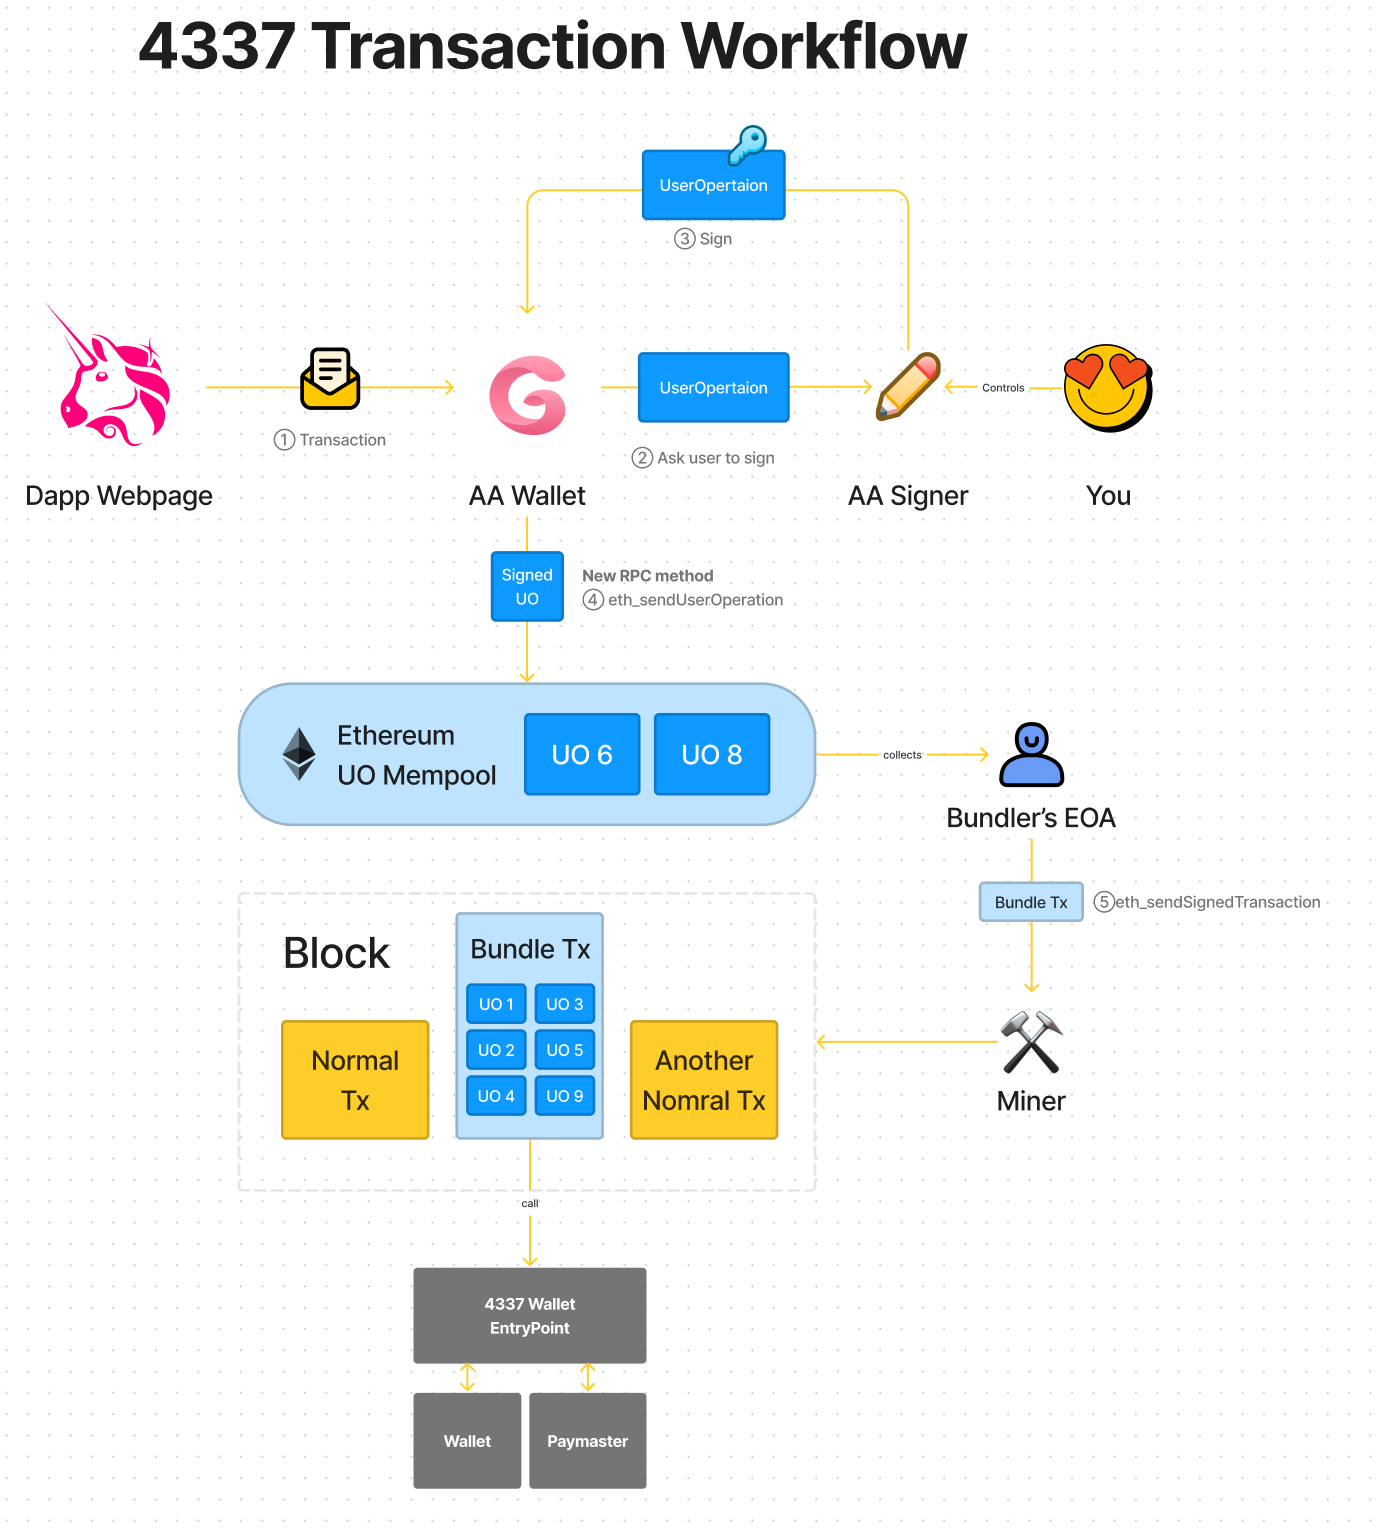 4337 Transaction Workflow
UserOpertaion
③ Sign
UserOpertaion
Controls
① Transaction
② Ask user to sign
Dapp Webpage
AA Wallet
AA Signer
You
Signed
UO
New RPC method
④ eth_sendUserOperation
Ethereum
UO Mempool
UO 6
UO 8
collects
Bundler’s EOA
Bundle Tx
⑤eth_sendSignedTransaction
Block
Bundle Tx
UO 1
UO 3
UO 2
UO 5
UO 4
UO 9
Normal
Tx
Another
Nomral Tx
Miner
call
4337 Wallet
EntryPoint
Wallet
Paymaster